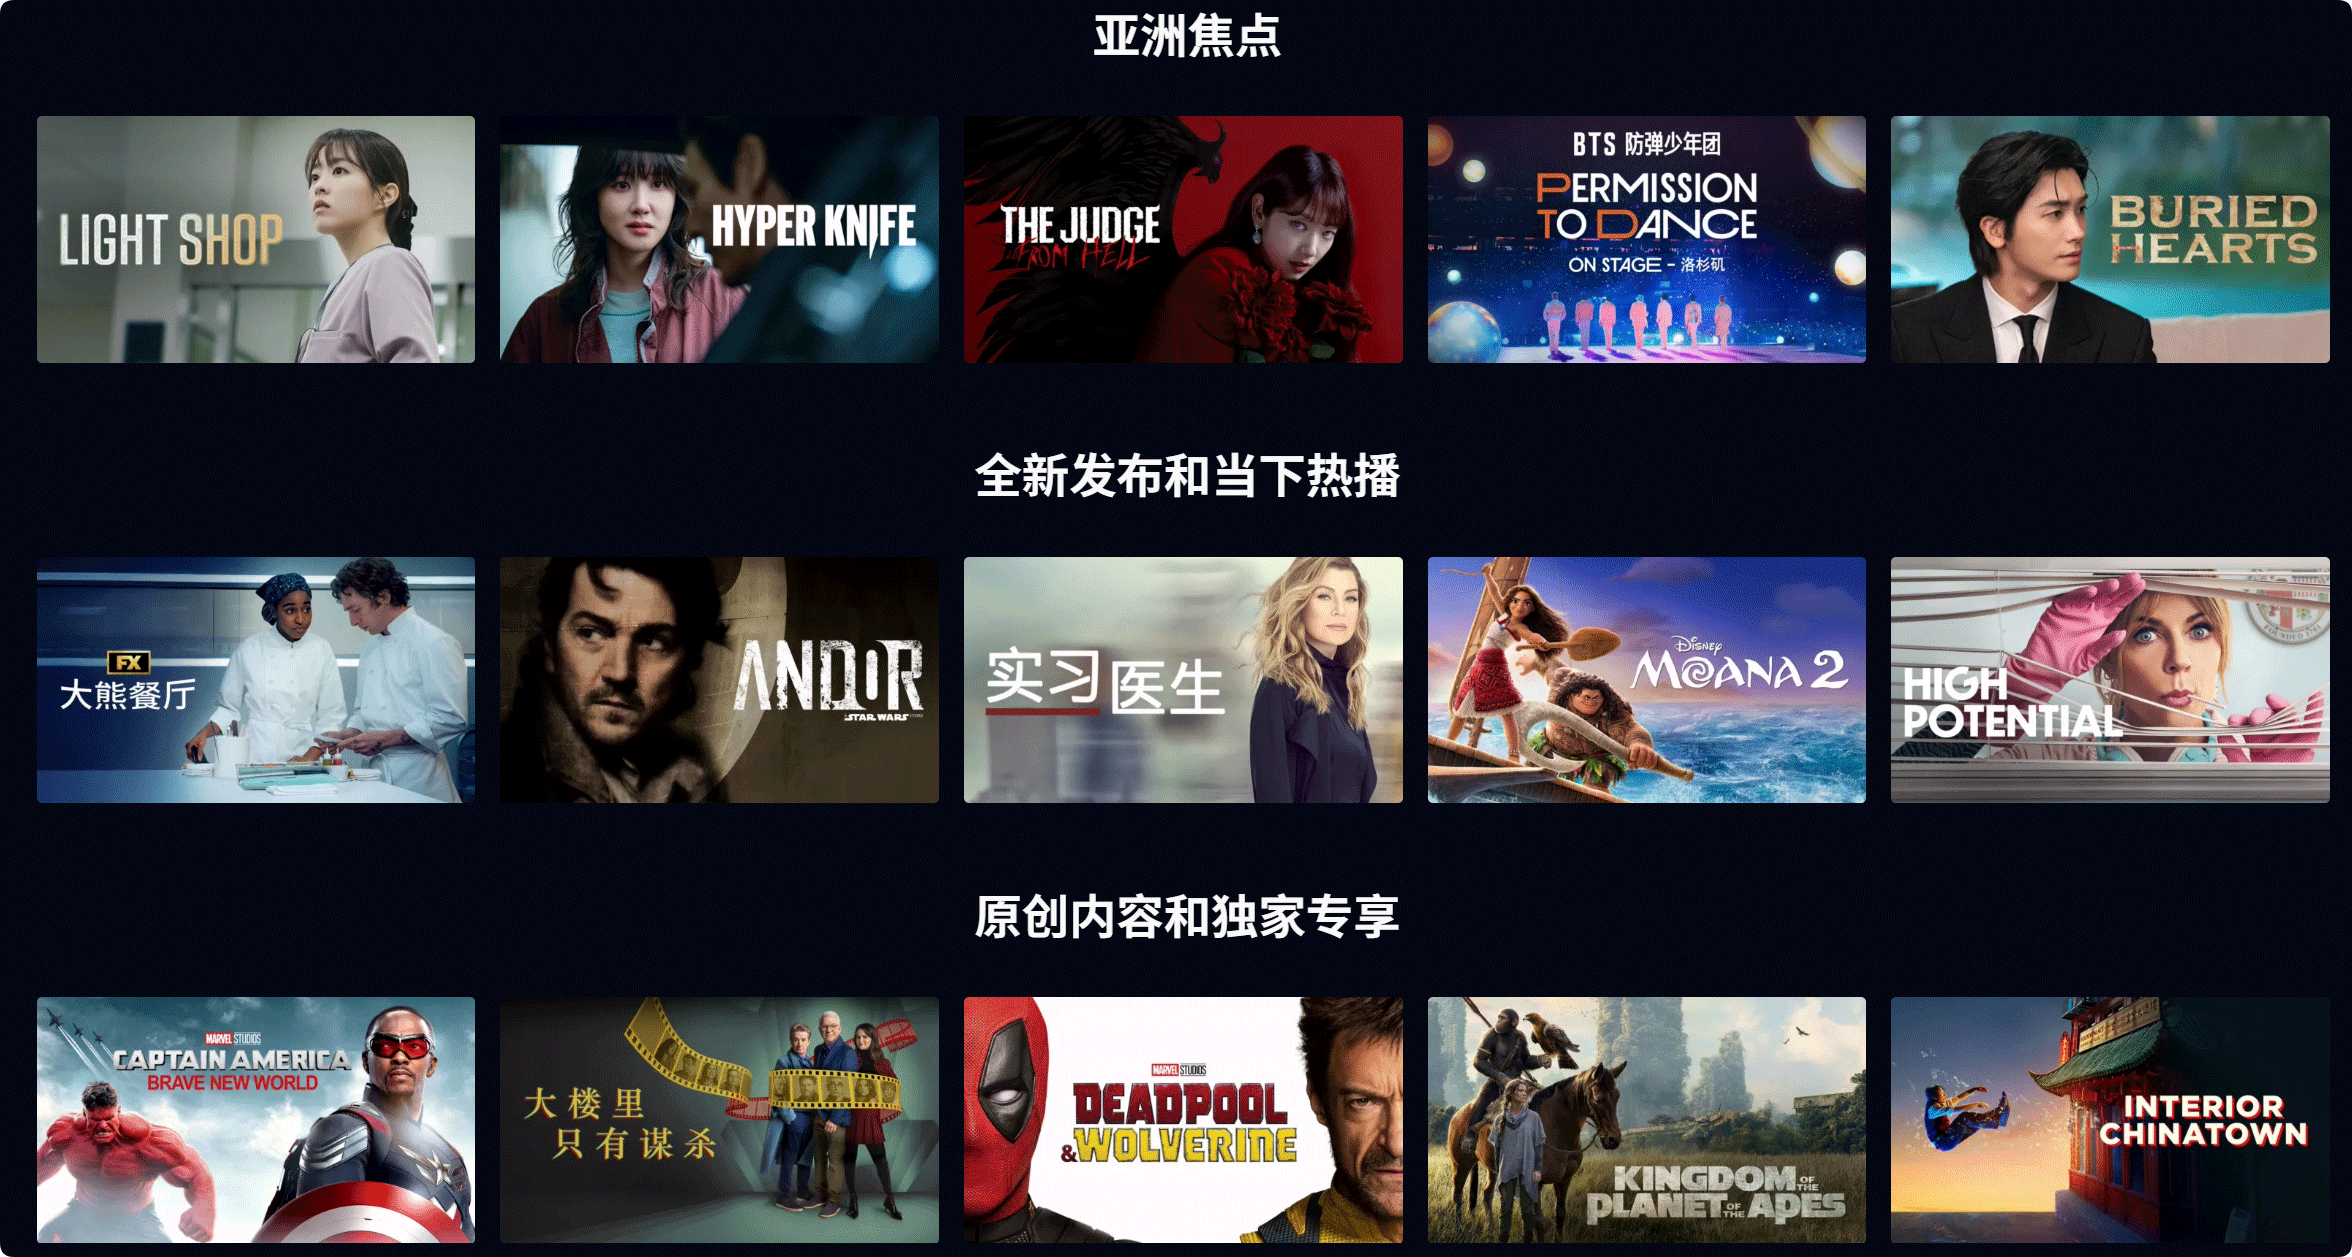 亚洲焦点
LIGHT SHOP
HYPER KNIFE
THE JUDGE
FROM HELL
BTS 防弹少年团
PERMISSION
TO DANCE
ON STAGE - 洛杉矶
BURIED
HEARTS
全新发布和当下热播
FX
大熊餐厅
ANDOR
STAR WARS
实习医生
DISNEY
MOANA 2
HIGH
POTENTIAL
FOUNDED 1781
原创内容和独家专享
MARVEL STUDIOS
CAPTAIN AMERICA
BRAVE NEW WORLD
大楼里
只有谋杀
MARVEL STUDIOS
DEADPOOL
&WOLVERINE
KINGDOM OF THE
PLANET OF THE APES
INTERIOR
CHINATOWN